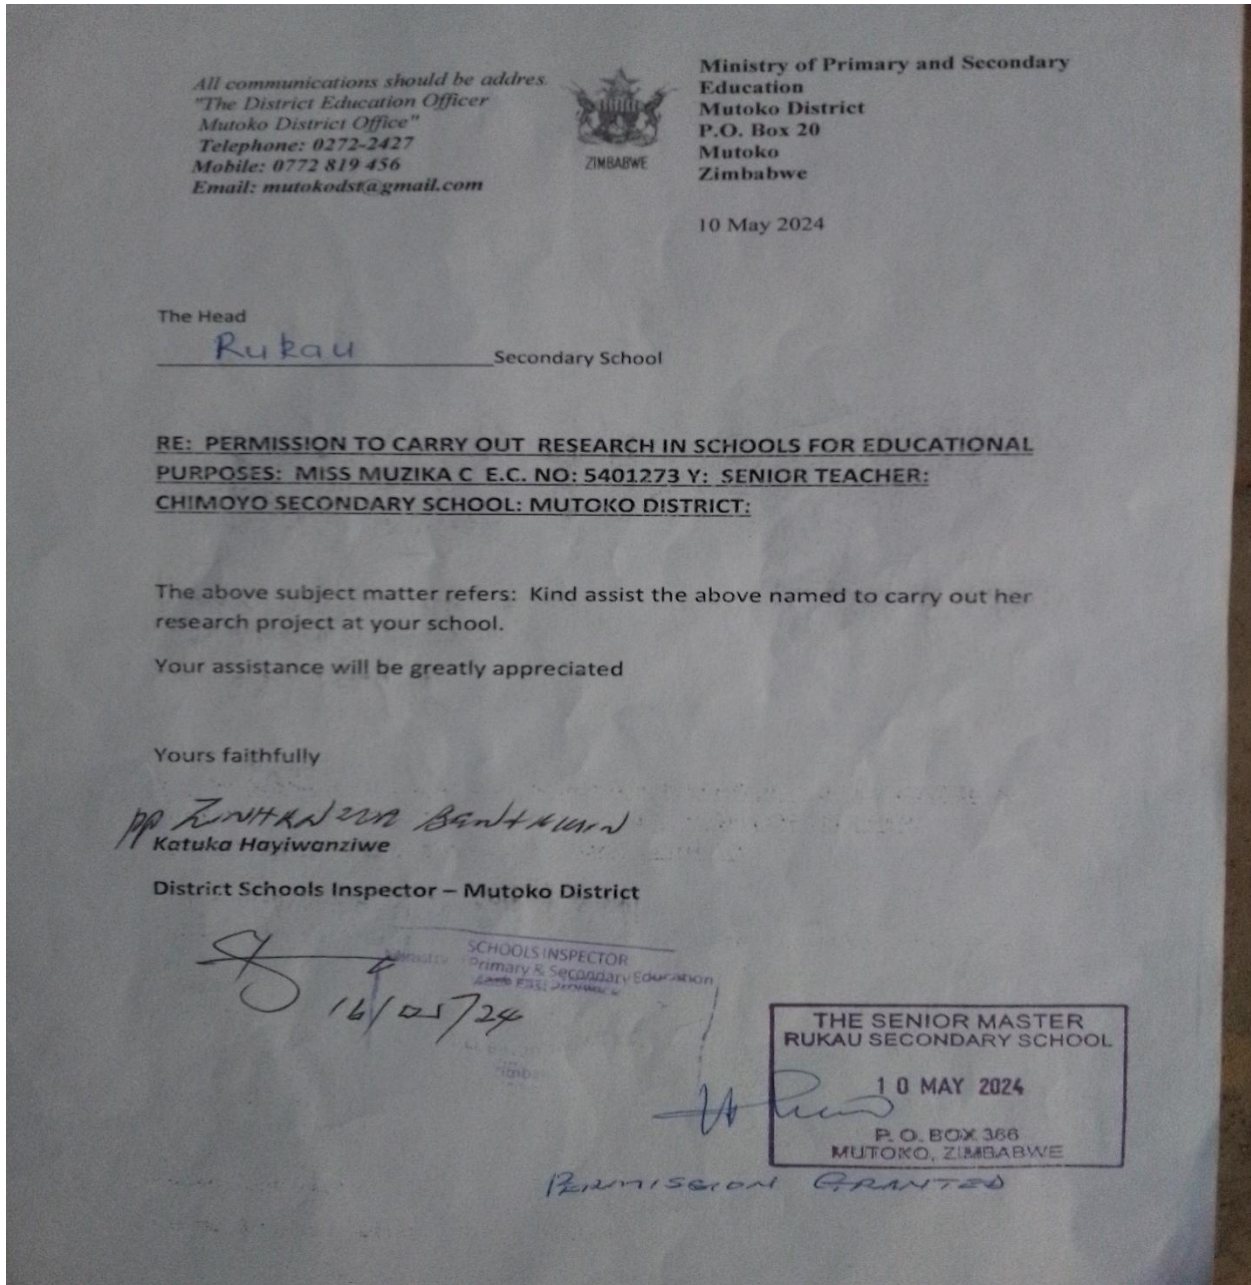 All communications should be addres.
"The District Education Officer
Mutoko District Office"
Telephone: 0272-2427
Mobile: 0772 819 456
Email: mutokodst@gmail.com
ZIMBABWE
Ministry of Primary and Secondary
Education
Mutoko District
P.O. Box 20
Mutoko
Zimbabwe
10 May 2024
The Head
Rukau Secondary School
RE: PERMISSION TO CARRY OUT RESEARCH IN SCHOOLS FOR EDUCATIONAL
PURPOSES: MISS MUZIKA C E.C. NO: 5401273 Y: SENIOR TEACHER:
CHIMOYO SECONDARY SCHOOL: MUTOKO DISTRICT:
The above subject matter refers: Kind assist the above named to carry out her
research project at your school.
Your assistance will be greatly appreciated
Yours faithfully
pp
Katuka Hayiwanziwe
District Schools Inspector – Mutoko District
SCHOOLS INSPECTOR
Primary & Secondary Education
16/05/24
THE SENIOR MASTER
RUKAU SECONDARY SCHOOL
10 MAY 2024
P. O. BOX 366
MUTOKO, ZIMBABWE
PERMISSION GRANTED